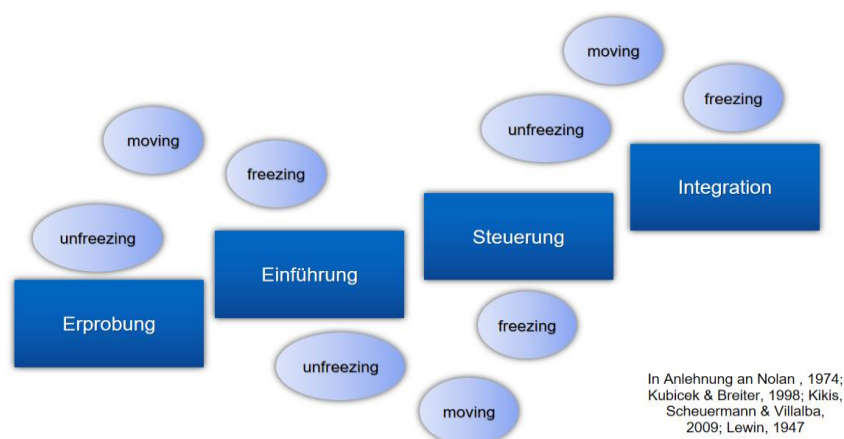 moving
freezing
unfreezing
Erprobung
Einführung
unfreezing
moving
freezing
Steuerung
unfreezing
moving
freezing
Integration
In Anlehnung an Nolan , 1974;
Kubicek & Breiter, 1998; Kikis,
Scheuermann & Villalba,
2009; Lewin, 1947